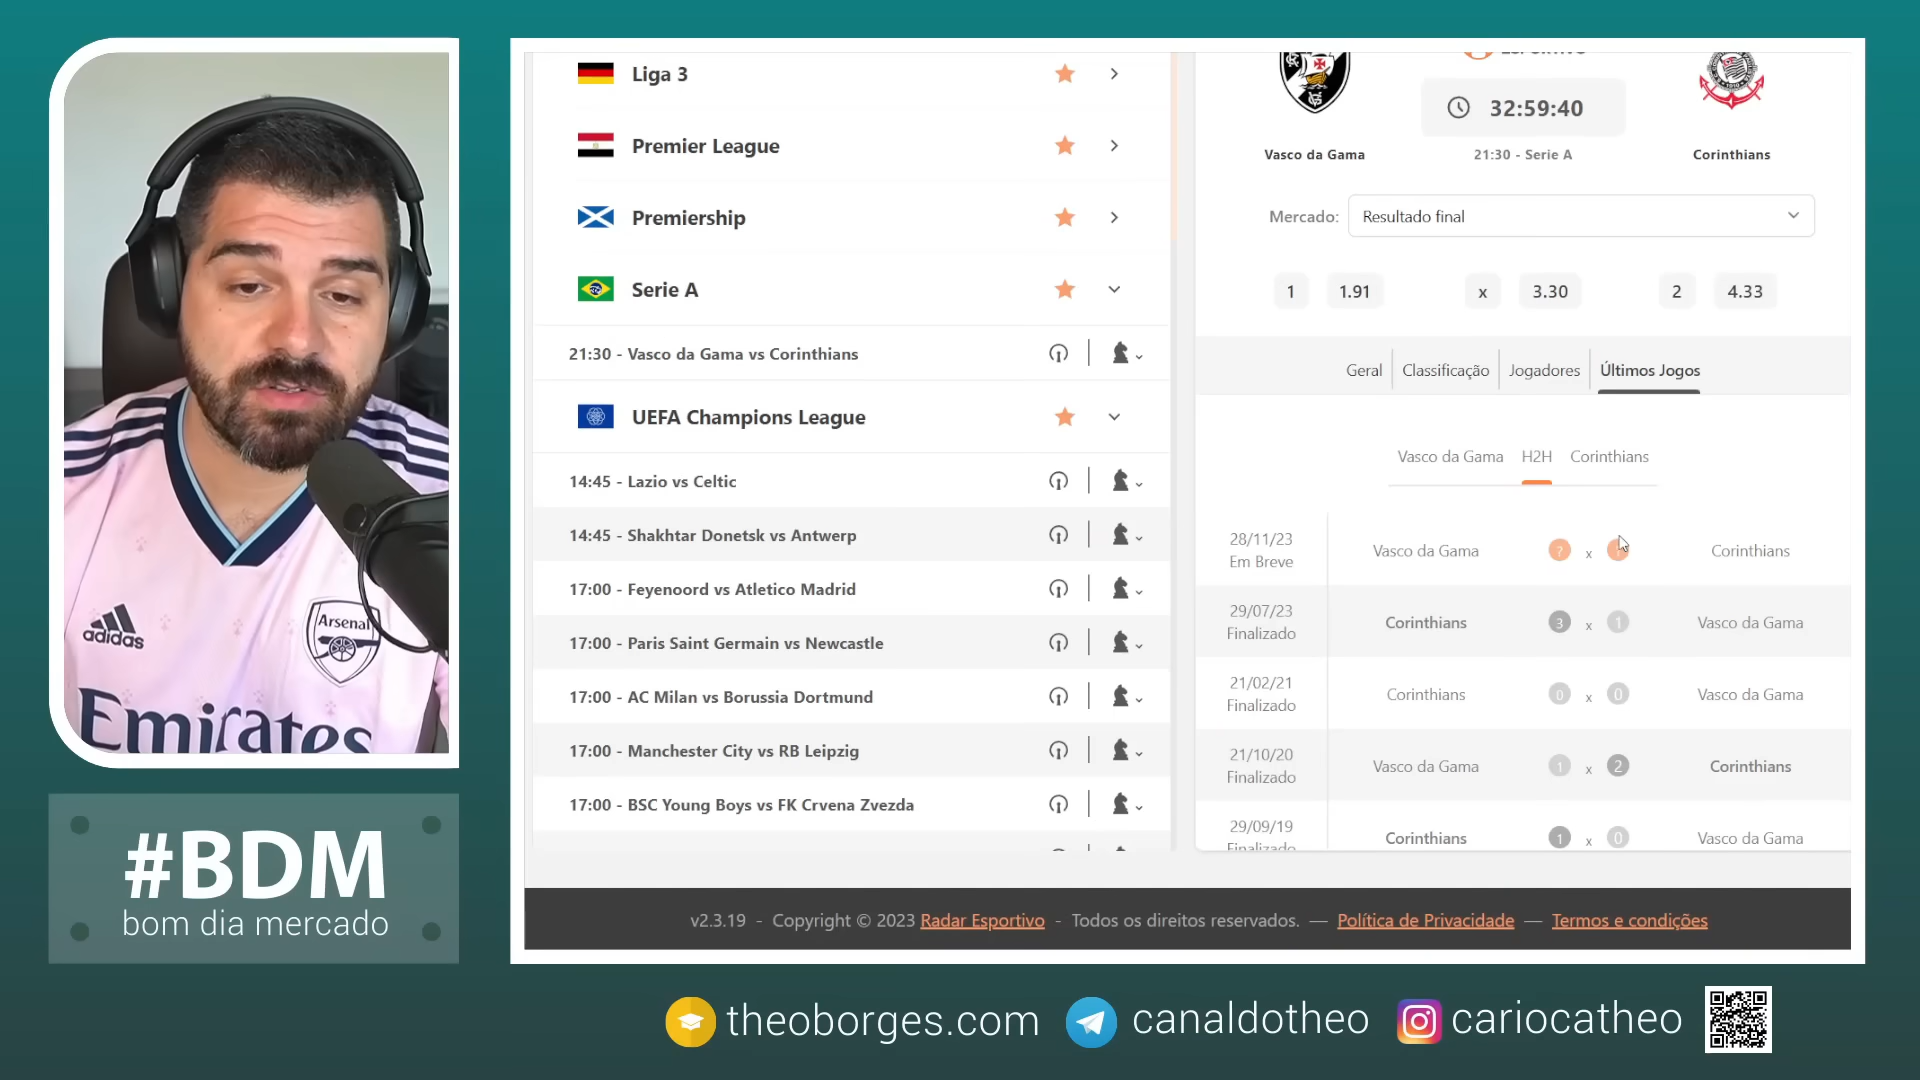 adidas
Arsenal
Emirates
#BDM
bom dia mercado
Liga 3
Premier League
Premiership
Serie A
21:30 - Vasco da Gama vs Corinthians
UEFA Champions League
14:45 - Lazio vs Celtic
14:45 - Shakhtar Donetsk vs Antwerp
17:00 - Feyenoord vs Atletico Madrid
17:00 - Paris Saint Germain vs Newcastle
17:00 - AC Milan vs Borussia Dortmund
17:00 - Manchester City vs RB Leipzig
17:00 - BSC Young Boys vs FK Crvena Zvezda
32:59:40
Vasco da Gama
21:30 - Serie A
Corinthians
Mercado: Resultado final
1 1.91 x 3.30 2 4.33
Geral Classificação Jogadores Últimos Jogos
Vasco da Gama H2H Corinthians
28/11/23
Em Breve
Vasco da Gama ? x Corinthians
29/07/23
Finalizado
Corinthians 3 x 1 Vasco da Gama
21/02/21
Finalizado
Corinthians 0 x 0 Vasco da Gama
21/10/20
Finalizado
Vasco da Gama 1 x 2 Corinthians
29/09/19
Finalizado
Corinthians 1 x 0 Vasco da Gama
v2.3.19 - Copyright © 2023 Radar Esportivo - Todos os direitos reservados. — Política de Privacidade — Termos e condições
theoborges.com
canaldotheo
cariocatheo